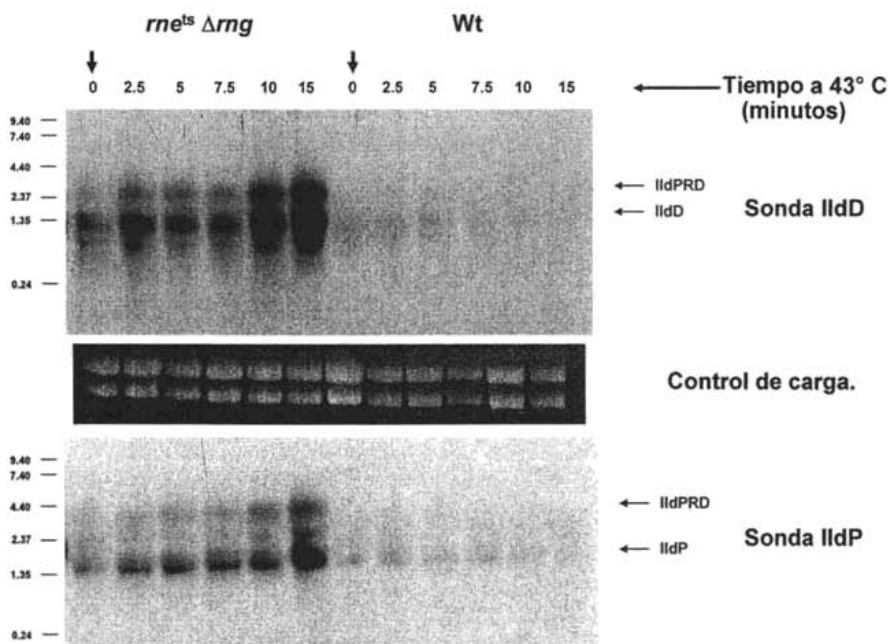 rne^ts Δrng Wt
0 2.5 5 7.5 10 15 0 2.5 5 7.5 10 15
Tiempo a 43° C
(minutos)
9.40
7.40
4.40
2.37
1.35
0.24
lldPRD
lldD
Sonda lldD
Control de carga.
9.40
7.40
4.40
2.37
1.35
0.24
lldPRD
lldP
Sonda lldP